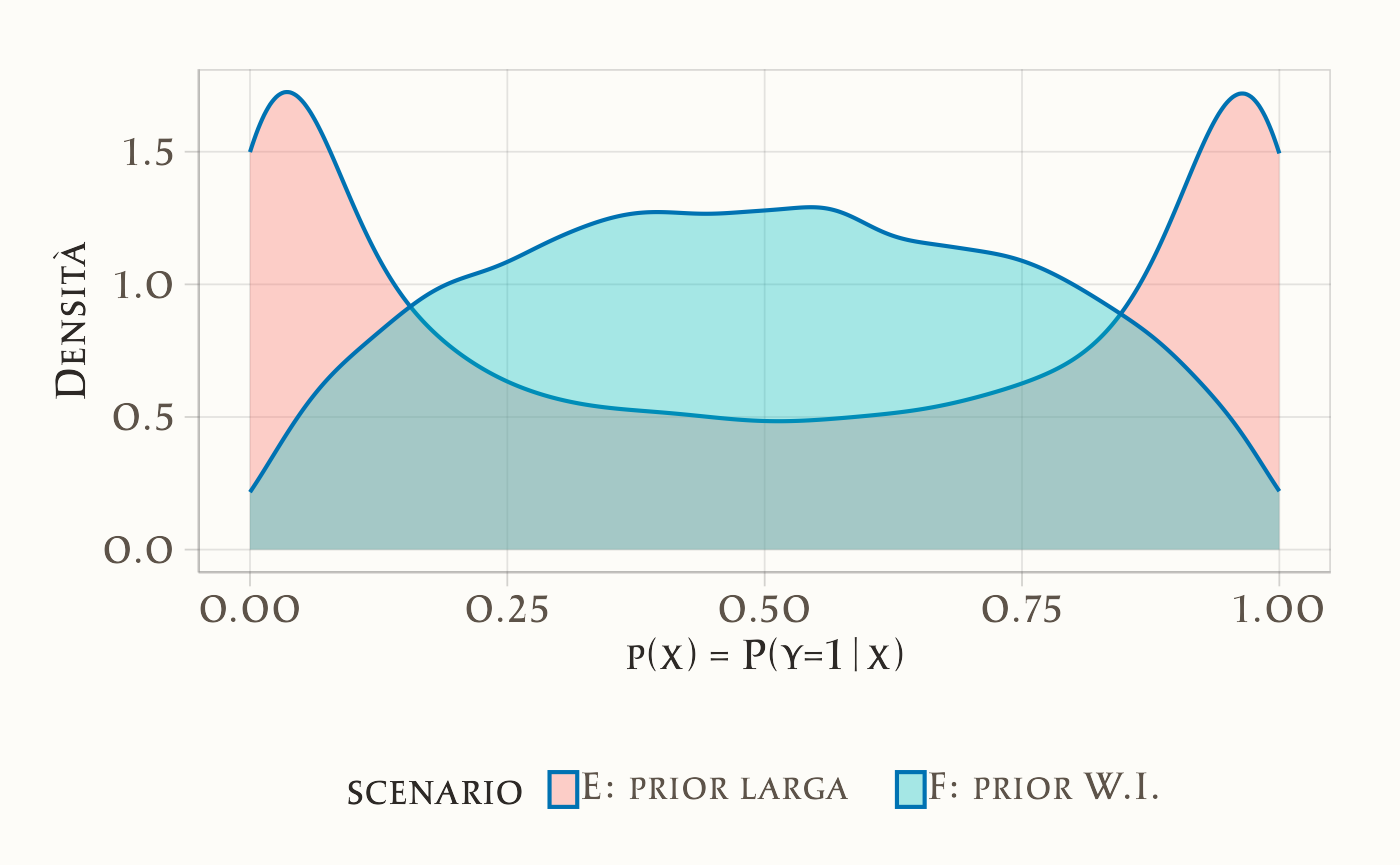 Densità
1.5
1.0
0.5
0.0
0.00 0.25 0.50 0.75 1.00
p(x) = P(y=1|x)
scenario E: prior larga F: prior W.I.